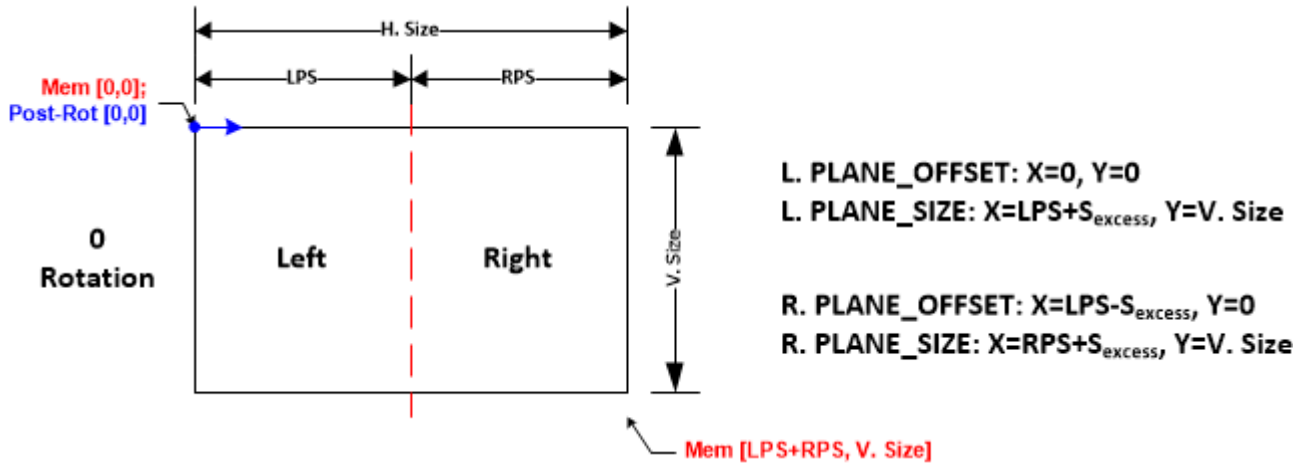 H. Size
LPS
RPS
Mem [0,0];
Post-Rot [0,0]
L. PLANE_OFFSET: X=0, Y=0
L. PLANE_SIZE: X=LPS+Sexcess, Y=V. Size
0
Rotation
Left
Right
V. Size
R. PLANE_OFFSET: X=LPS-Sexcess, Y=0
R. PLANE_SIZE: X=RPS+Sexcess, Y=V. Size
Mem [LPS+RPS, V. Size]